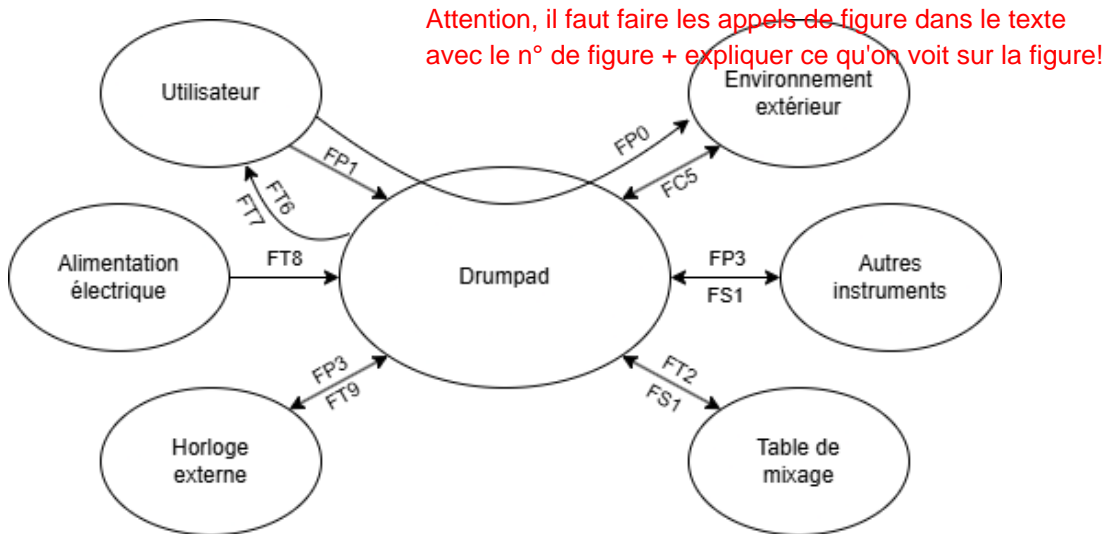 Attention, il faut faire les appels de figure dans le texte
avec le n° de figure + expliquer ce qu'on voit sur la figure!
Utilisateur
Environnement
extérieur
FP0
FP1
FC5
FT6
FT7
Alimentation
électrique
FT8
Drumpad
FP3
FS1
Autres
instruments
FP3
FT9
FT2
FS1
Horloge
externe
Table de
mixage